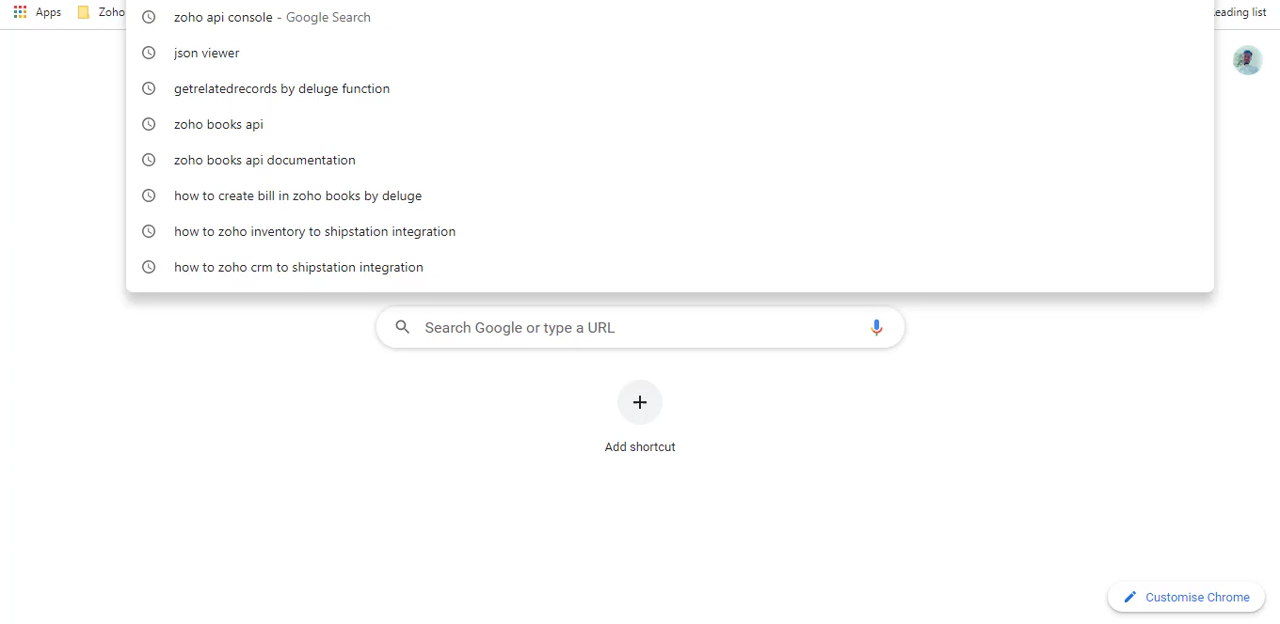 Apps Zoho
zoho api console - Google Search
eading list
json viewer
getrelatedrecords by deluge function
zoho books api
zoho books api documentation
how to create bill in zoho books by deluge
how to zoho inventory to shipstation integration
how to zoho crm to shipstation integration
Search Google or type a URL
Add shortcut
Customise Chrome